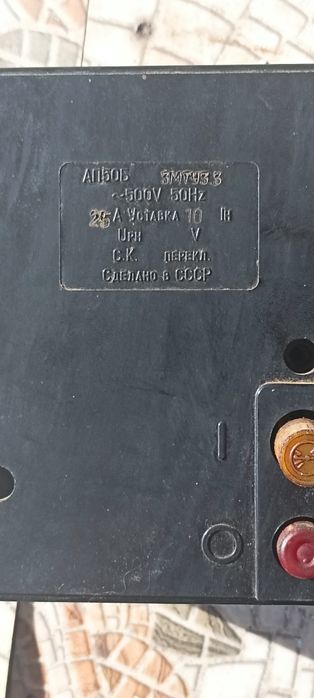 АП50Б 3МТУ3.3
~500V 50Hz
25 А Уставка 10 Iн
Uрн V
С.К. перекл.
Сделано в СССР
I
O